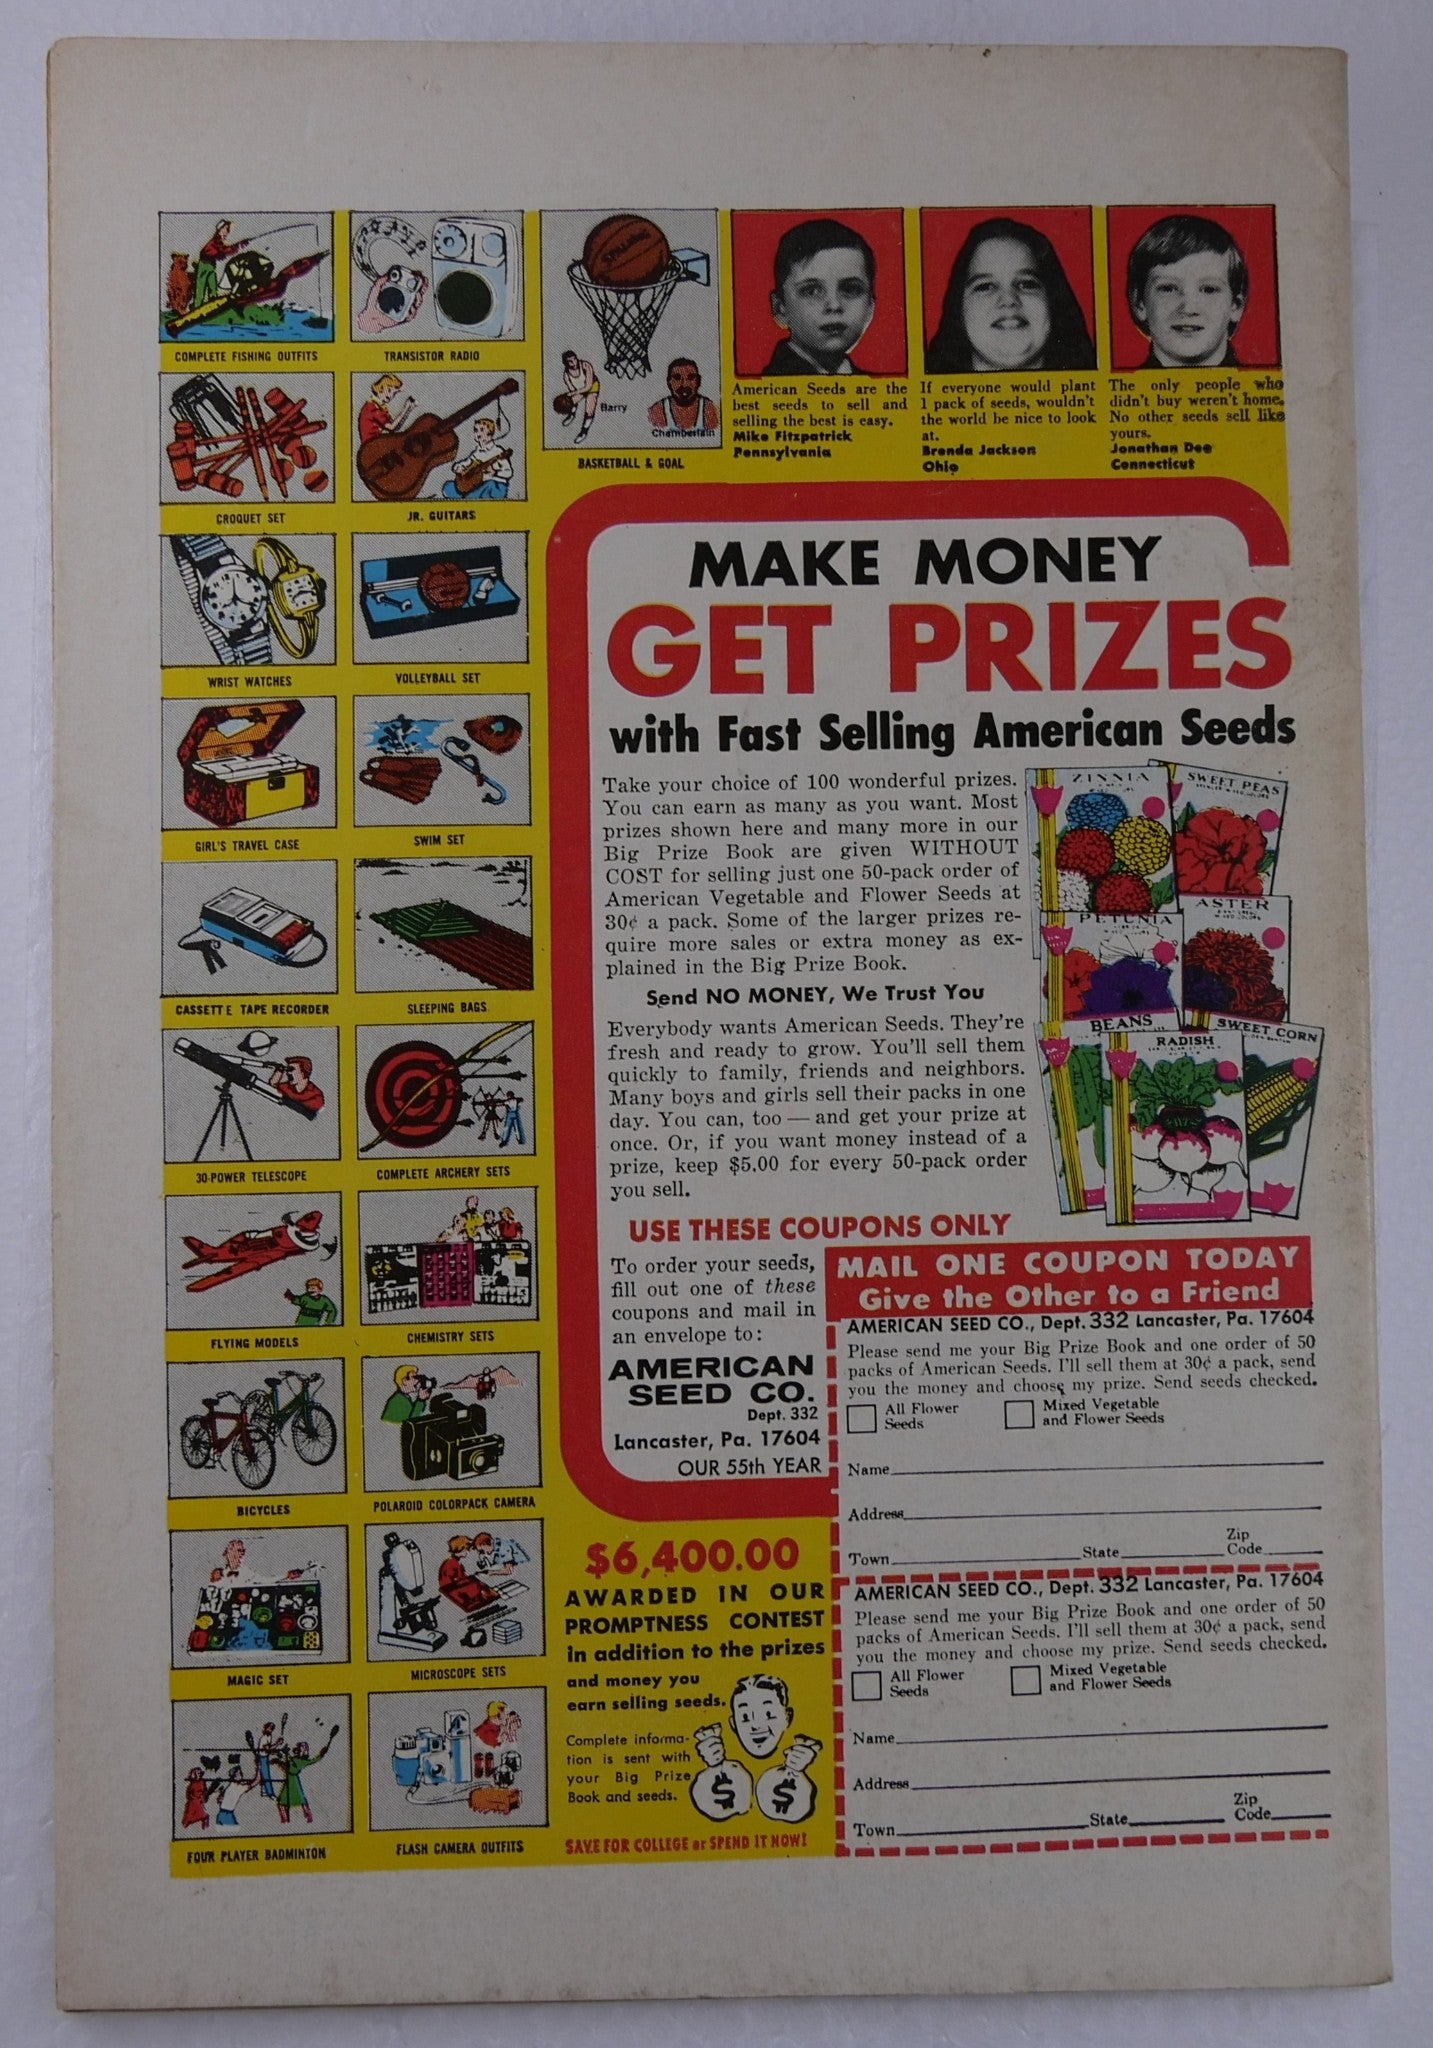 COMPLETE FISHING OUTFITS
TRANSISTOR RADIO
SPALDING
Barry
Chamberlain
BASKETBALL & GOAL
CROQUET SET
JR. GUITARS
WRIST WATCHES
VOLLEYBALL SET
GIRL'S TRAVEL CASE
SWIM SET
CASSETTE TAPE RECORDER
SLEEPING BAGS
30-POWER TELESCOPE
COMPLETE ARCHERY SETS
FLYING MODELS
CHEMISTRY SETS
BICYCLES
POLAROID COLORPACK CAMERA
MAGIC SET
MICROSCOPE SETS
FOUR PLAYER BADMINTON
FLASH CAMERA OUTFITS
American Seeds are the
best seeds to sell and
selling the best is easy.
Mike Fitzpatrick
Pennsylvania
If everyone would plant
1 pack of seeds, wouldn't
the world be nice to look
at.
Brenda Jackson
Ohio
The only people who
didn't buy weren't home.
No other seeds sell like
yours.
Jonathan Dee
Connecticut
MAKE MONEY
GET PRIZES
with Fast Selling American Seeds
Take your choice of 100 wonderful prizes.
You can earn as many as you want. Most
prizes shown here and many more in our
Big Prize Book are given WITHOUT
COST for selling just one 50-pack order of
American Vegetable and Flower Seeds at
30¢ a pack. Some of the larger prizes re-
quire more sales or extra money as ex-
plained in the Big Prize Book.
Send NO MONEY, We Trust You
Everybody wants American Seeds. They're
fresh and ready to grow. You'll sell them
quickly to family, friends and neighbors.
Many boys and girls sell their packs in one
day. You can, too — and get your prize at
once. Or, if you want money instead of a
prize, keep $5.00 for every 50-pack order
you sell.
ZINNIA
SWEET PEAS
PETUNIA
ASTER
BEANS
RADISH
SWEET CORN
USE THESE COUPONS ONLY
To order your seeds,
fill out one of these
coupons and mail in
an envelope to:
AMERICAN
SEED CO.
Dept. 332
Lancaster, Pa. 17604
OUR 55th YEAR
MAIL ONE COUPON TODAY
Give the Other to a Friend
AMERICAN SEED CO., Dept. 332 Lancaster, Pa. 17604
Please send me your Big Prize Book and one order of 50
packs of American Seeds. I'll sell them at 30¢ a pack, send
you the money and choose my prize. Send seeds checked.
All Flower
Seeds
Mixed Vegetable
and Flower Seeds
Name
Address
Town State Zip
Code
AMERICAN SEED CO., Dept. 332 Lancaster, Pa. 17604
Please send me your Big Prize Book and one order of 50
packs of American Seeds. I'll sell them at 30¢ a pack, send
you the money and choose my prize. Send seeds checked.
All Flower
Seeds
Mixed Vegetable
and Flower Seeds
Name
Address
Town State Zip
Code
$6,400.00
AWARDED IN OUR
PROMPTNESS CONTEST
in addition to the prizes
and money you
earn selling seeds.
Complete informa-
tion is sent with
your Big Prize
Book and seeds.
$ $
SAVE FOR COLLEGE or SPEND IT NOW!